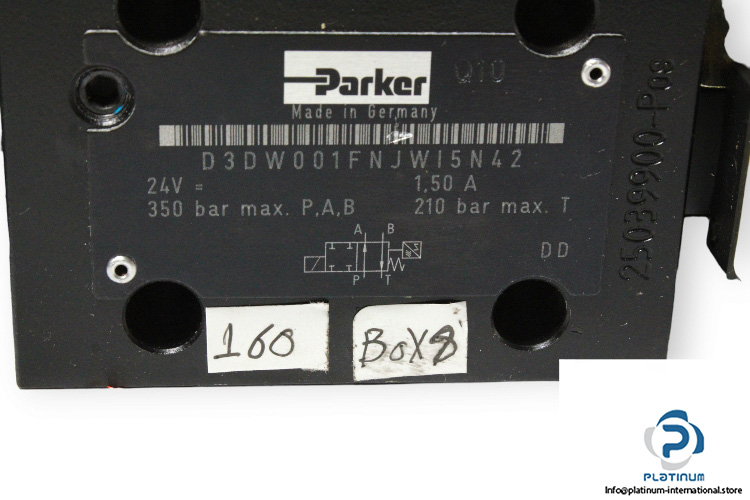 Parker
Q10
Made in Germany
D3DW001FNJWI5N42
24V = 1,50 A
350 bar max. P,A,B 210 bar max. T
A B
P T
DD
25039900-P08
160
BOX8
PLATINUM
Info@platinum-international.store